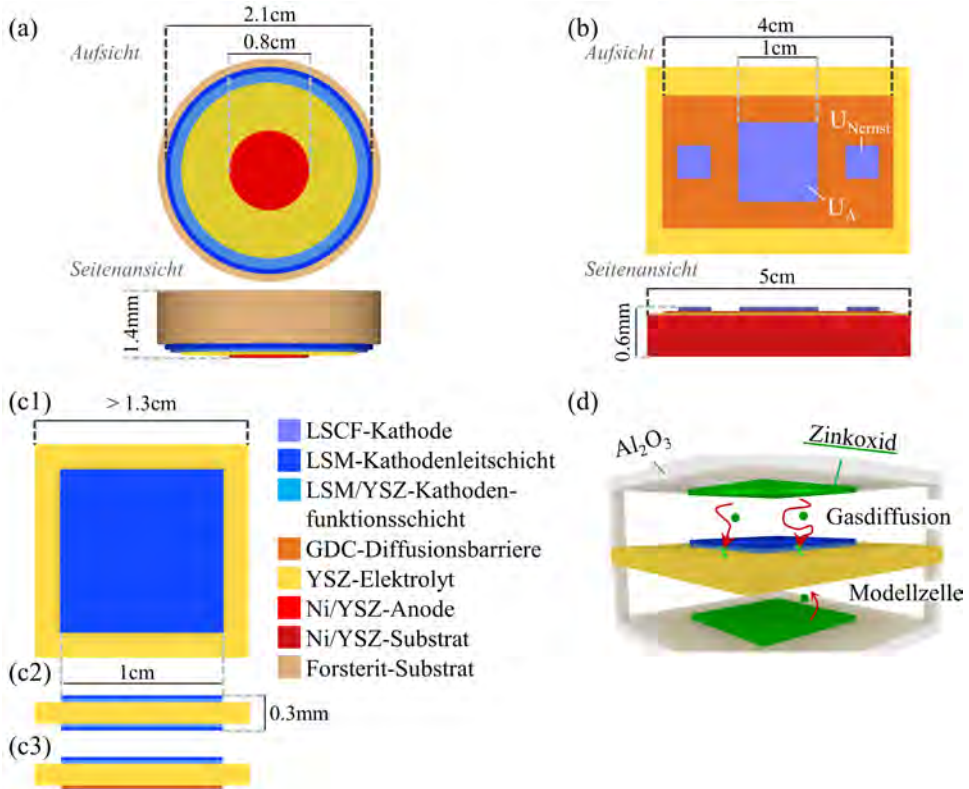 (a)
2.1cm
0.8cm
Aufsicht
Seitenansicht
1.4mm
(b)
4cm
1cm
Aufsicht
U_Nernst
U_A
Seitenansicht
5cm
0.6mm
(c1)
> 1.3cm
1cm
(c2)
0.3mm
(c3)
LSCF-Kathode
LSM-Kathodenleitschicht
LSM/YSZ-Kathoden-
funktionsschicht
GDC-Diffusionsbarriere
YSZ-Elektrolyt
Ni/YSZ-Anode
Ni/YSZ-Substrat
Forsterit-Substrat
(d)
Al₂O₃
Zinkoxid
Gasdiffusion
Modellzelle